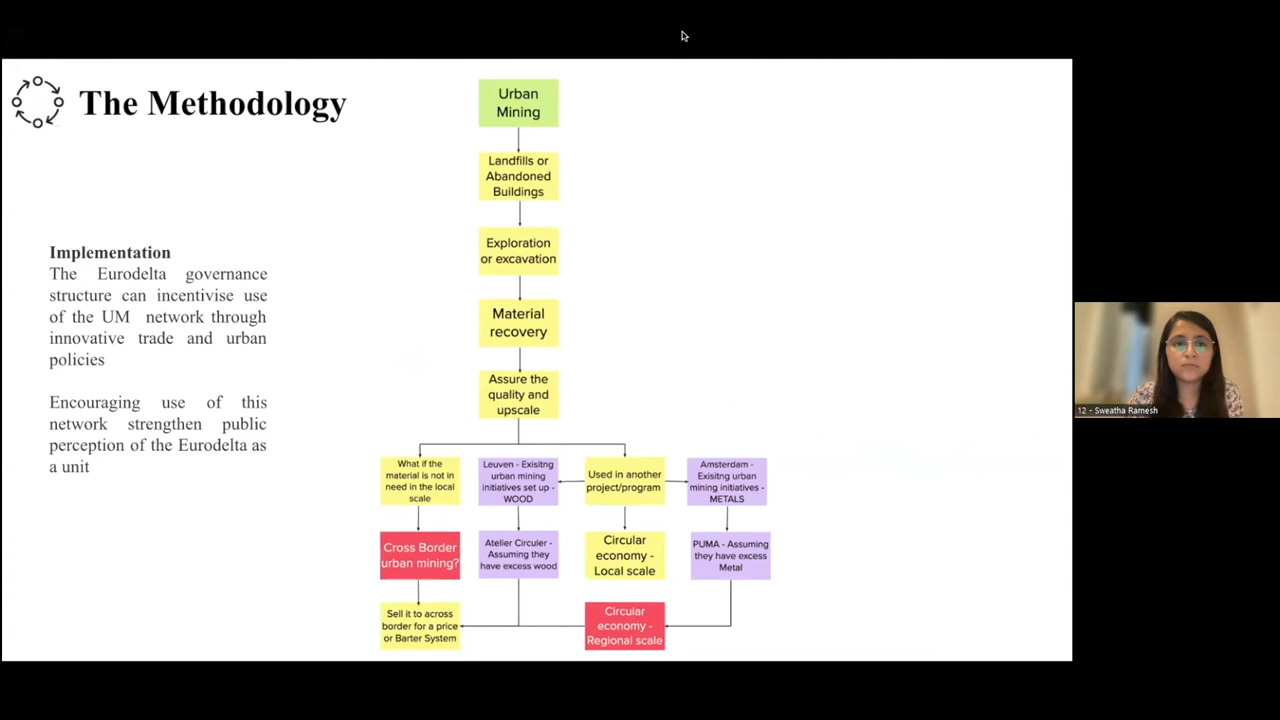 The Methodology
Implementation
The Eurodelta governance
structure can incentivise use
of the UM network through
innovative trade and urban
policies
Encouraging use of this
network strengthen public
perception of the Eurodelta as
a unit
Urban
Mining
Landfills or
Abandoned
Buildings
Exploration
or excavation
Material
recovery
Assure the
quality and
upscale
What if the
material is not in
need in the local
scale
Leuven - Exisitng
urban mining
initiatives set up -
WOOD
Used in another
project/program
Amsterdam -
Exisitng urban
mining initiatives -
METALS
Cross Border
urban mining?
Atelier Circuler -
Assuming they
have excess wood
Circular
economy -
Local scale
PUMA - Assuming
they have excess
Metal
Sell it to across
border for a price
or Barter System
Circular
economy -
Regional scale
12 - Sweatha Ramesh